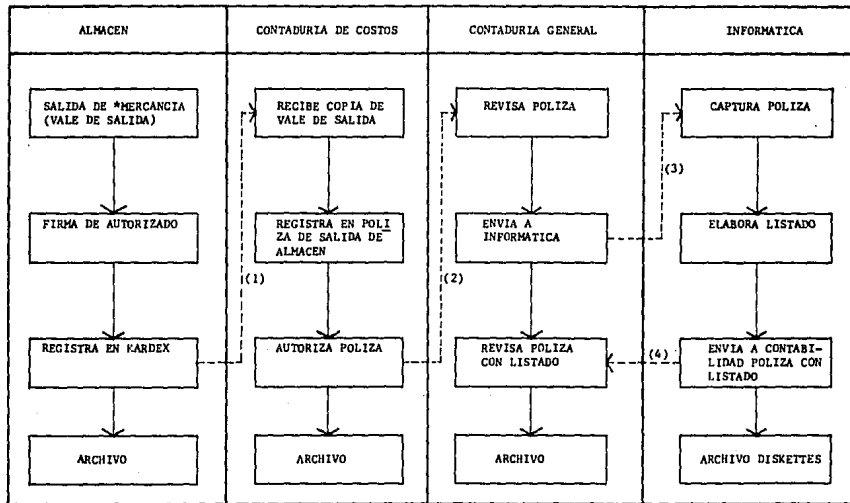 ALMACEN
CONTADURIA DE COSTOS
CONTADURIA GENERAL
INFORMATICA
SALIDA DE *MERCANCIA
(VALE DE SALIDA)
RECIBE COPIA DE
VALE DE SALIDA
REVISA POLIZA
CAPTURA POLIZA
(3)
FIRMA DE AUTORIZADO
REGISTRA EN POLI
ZA DE SALIDA DE
ALMACEN
ENVIA A
INFORMATICA
ELABORA LISTADO
(1)
(2)
REGISTRA EN KARDEX
AUTORIZA POLIZA
REVISA POLIZA
CON LISTADO
(4)
ENVIA A CONTABI-
LIDAD POLIZA CON
LISTADO
ARCHIVO
ARCHIVO
ARCHIVO
ARCHIVO DISKETTES